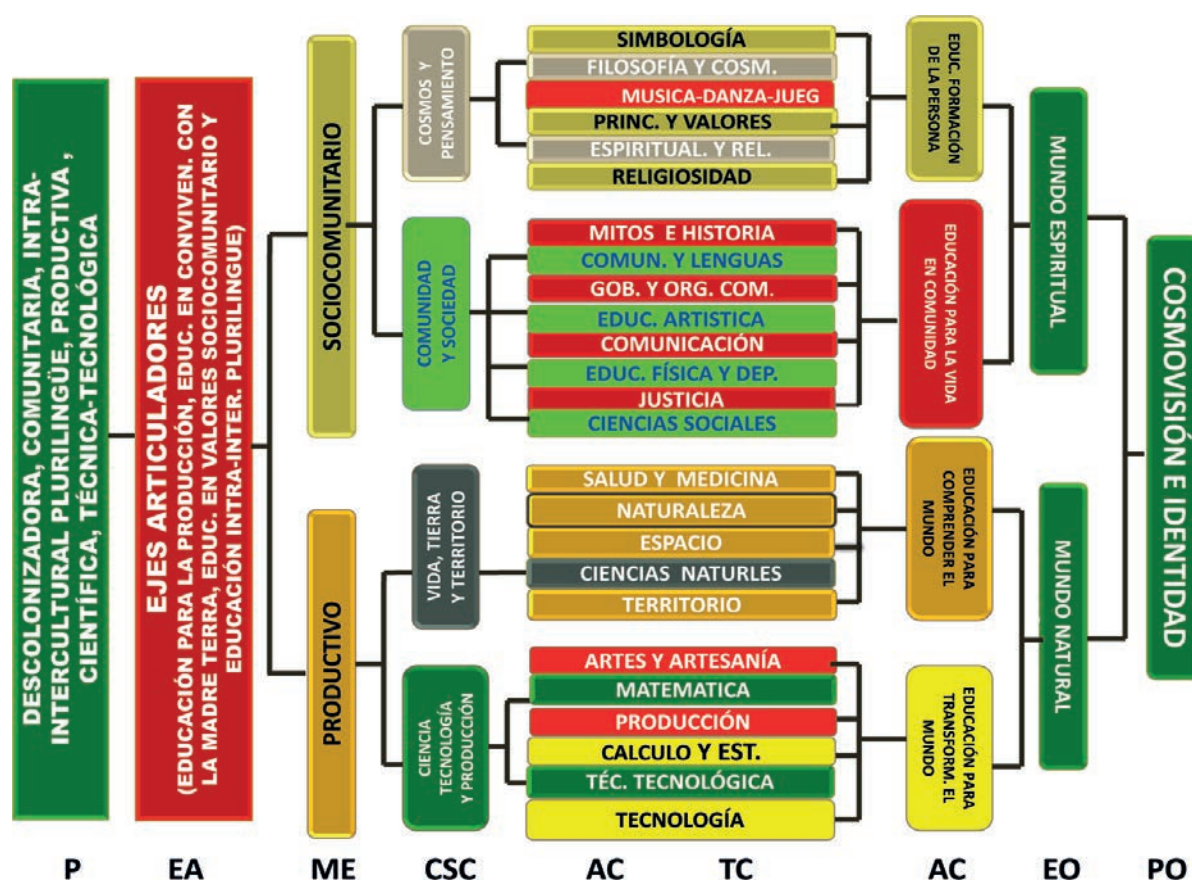 DESCOLONIZADORA, COMUNITARIA, INTRA-
INTERCULTURAL PLURILINGÜE, PRODUCTIVA ,
CIENTÍFICA, TÉCNICA-TECNOLÓGICA
EJES ARTICULADORES
(EDUCACIÓN PARA LA PRODUCCIÓN, EDUC. EN CONVIVEN. CON
LA MADRE TERRA, EDUC. EN VALORES SOCIOCOMUNITARIO Y
EDUCACIÓN INTRA-INTER. PLURILINGUE)
SOCIOCOMUNITARIO
PRODUCTIVO
COSMOS Y
PENSAMIENTO
COMUNIDAD
Y SOCIEDAD
VIDA, TIERRA
Y TERRITORIO
CIENCIA
TECNOLOGÍA
Y PRODUCCIÓN
SIMBOLOGÍA
FILOSOFÍA Y COSM.
MUSICA-DANZA-JUEG
PRINC. Y VALORES
ESPIRITUAL. Y REL.
RELIGIOSIDAD
MITOS E HISTORIA
COMUN. Y LENGUAS
GOB. Y ORG. COM.
EDUC. ARTISTICA
COMUNICACIÓN
EDUC. FÍSICA Y DEP.
JUSTICIA
CIENCIAS SOCIALES
SALUD Y MEDICINA
NATURALEZA
ESPACIO
CIENCIAS NATURLES
TERRITORIO
ARTES Y ARTESANÍA
MATEMATICA
PRODUCCIÓN
CALCULO Y EST.
TÉC. TECNOLÓGICA
TECNOLOGÍA
EDUC. FORMACIÓN
DE LA PERSONA
EDUCACIÓN PARA LA VIDA
EN COMUNIDAD
EDUCACIÓN PARA
COMPRENDER EL
MUNDO
EDUCACIÓN PARA
TRANSFORM. EL
MUNDO
MUNDO ESPIRITUAL
MUNDO NATURAL
COSMOVISIÓN E IDENTIDAD
P EA ME CSC AC TC AC EO PO